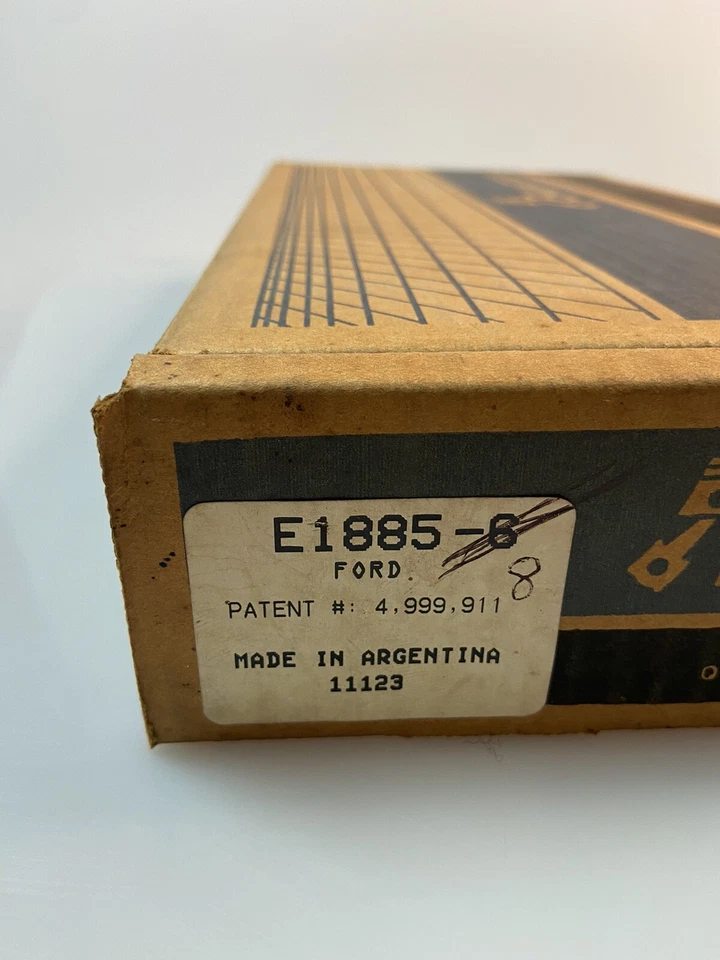 E1885-6
8
FORD.
PATENT #: 4,999,911
MADE IN ARGENTINA
11123